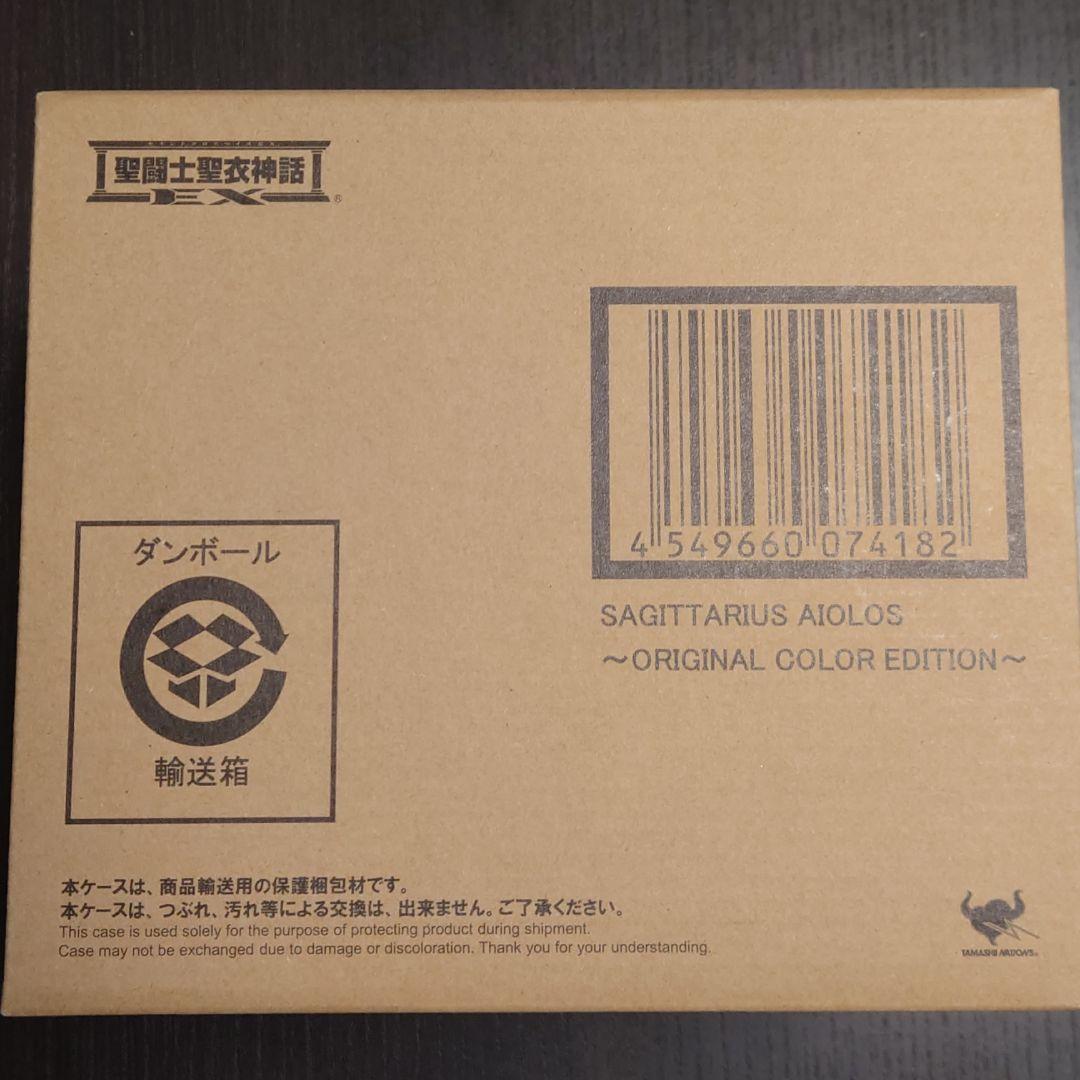 聖闘士聖衣神話
EX
®
4 549660 074182
SAGITTARIUS AIOLOS
～ORIGINAL COLOR EDITION～
ダンボール
輸送箱
本ケースは、商品輸送用の保護梱包材です。
本ケースは、つぶれ、汚れ等による交換は、出来ません。ご了承ください。
This case is used solely for the purpose of protecting product during shipment.
Case may not be exchanged due to damage or discoloration. Thank you for your understanding.
TAMASHII NATIONS